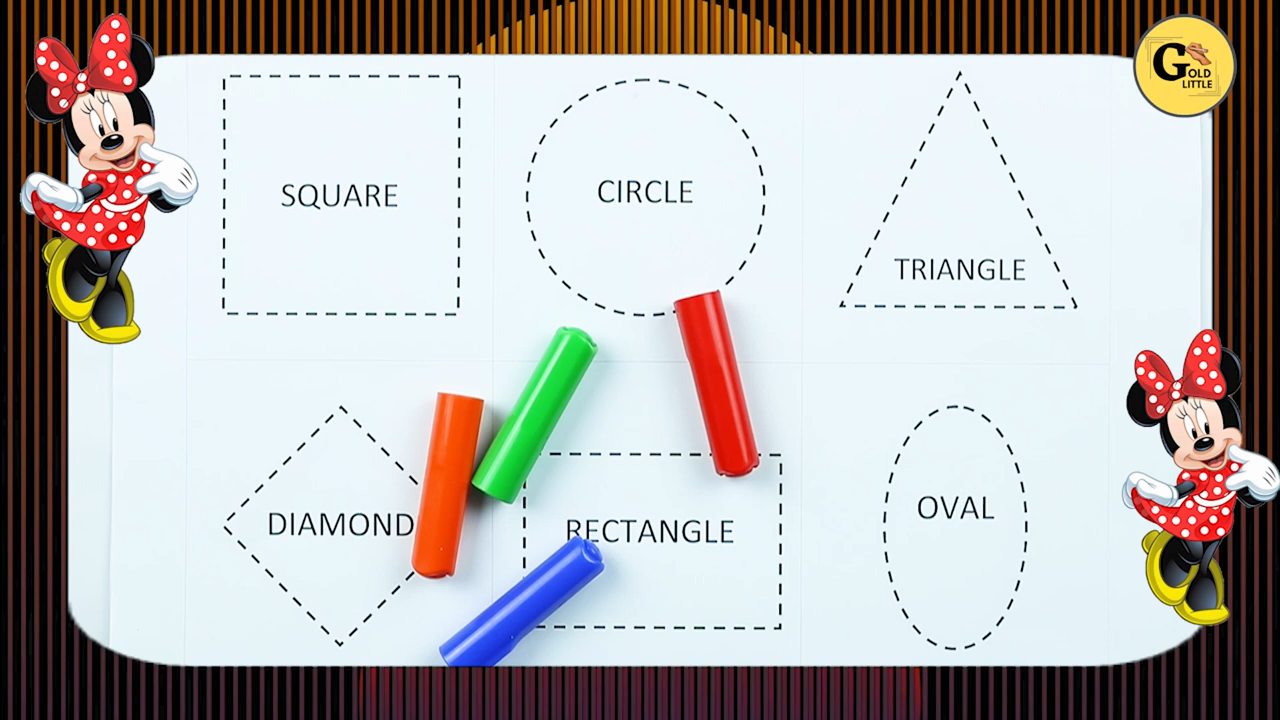 GOLD
LITTLE
SQUARE
CIRCLE
TRIANGLE
DIAMOND
RECTANGLE
OVAL